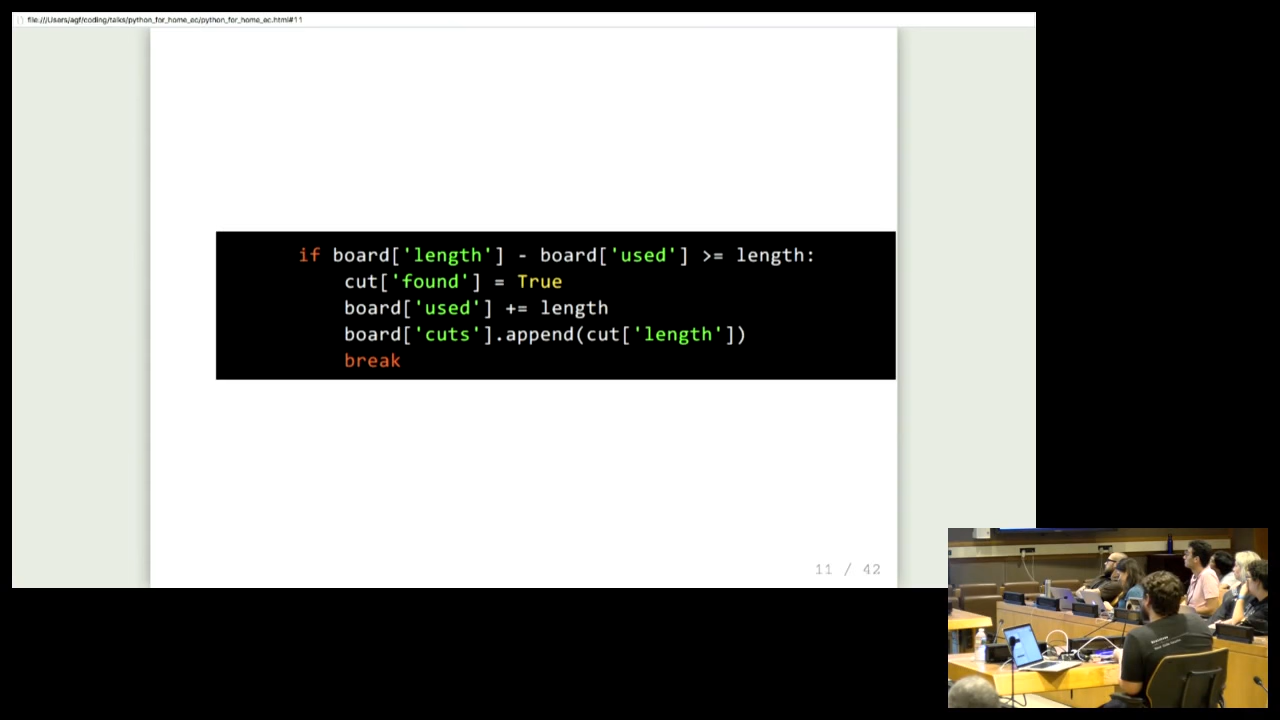 file:///Users/agf/coding/talks/python_for_home_ec/python_for_home_ec.html#11
if board['length'] - board['used'] >= length:
cut['found'] = True
board['used'] += length
board['cuts'].append(cut['length'])
break
11 / 42